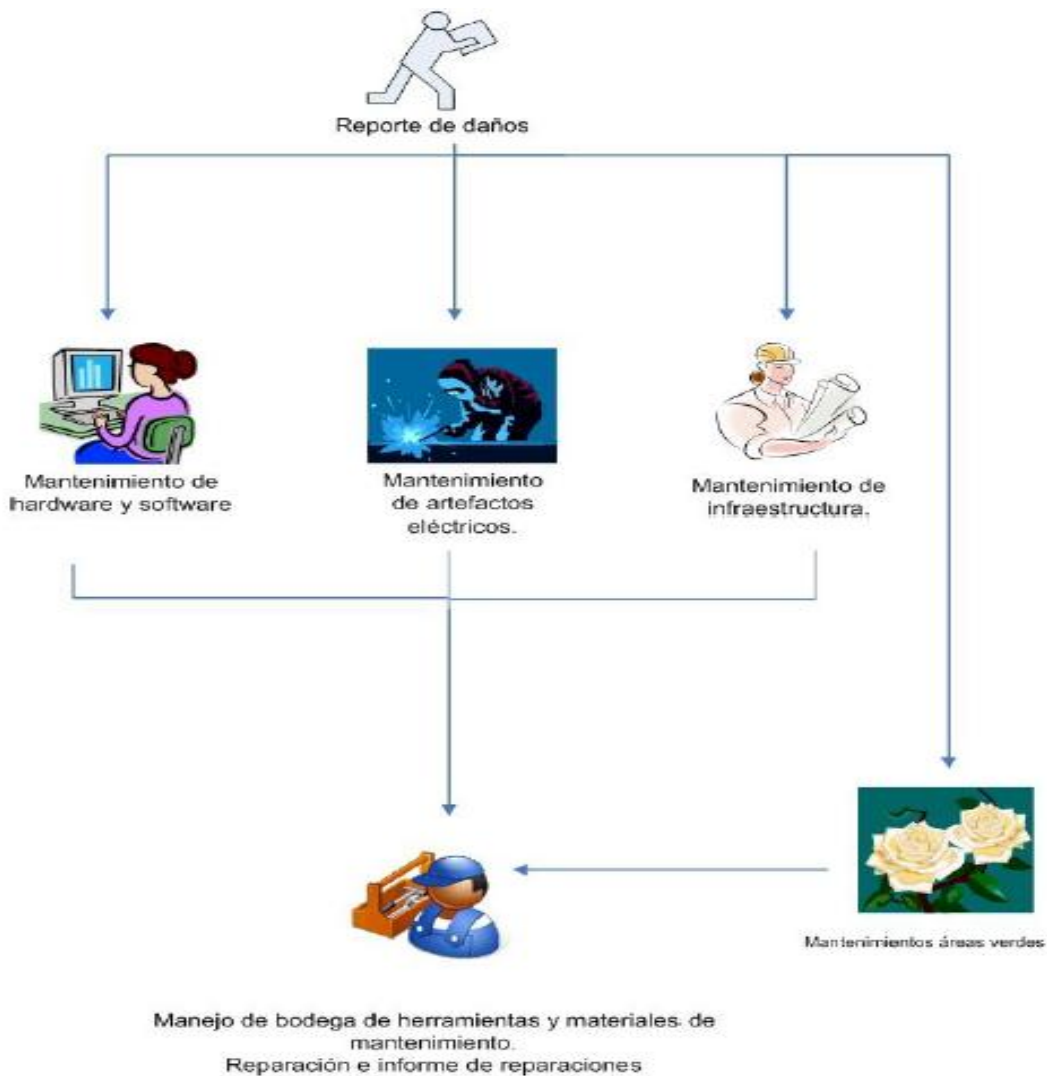 Reporte de daños
Mantenimiento de
hardware y software
Mantenimiento
de artefactos
eléctricos.
Mantenimiento de
infraestructura.
Mantenimientos áreas verdes
Manejo de bodega de herramientas y materiales de
mantenimiento.
Reparación e informe de reparaciones